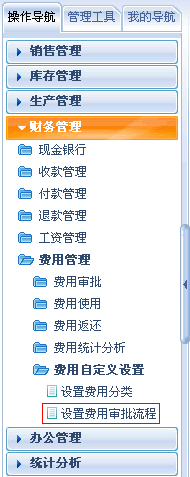 操作导航 管理工具 我的导航
销售管理
库存管理
生产管理
财务管理
现金银行
收款管理
付款管理
退款管理
工资管理
费用管理
费用审批
费用使用
费用返还
费用统计分析
费用自定义设置
设置费用分类
设置费用审批流程
办公管理
统计分析